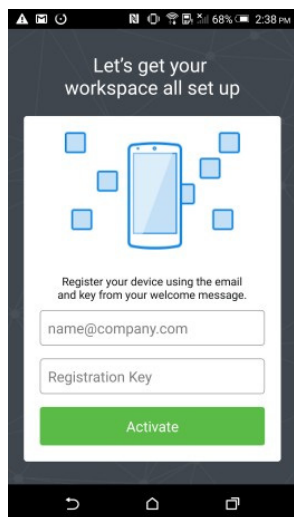 68% 2:38 PM
Let's get your
workspace all set up
Register your device using the email
and key from your welcome message.
name@company.com
Registration Key
Activate